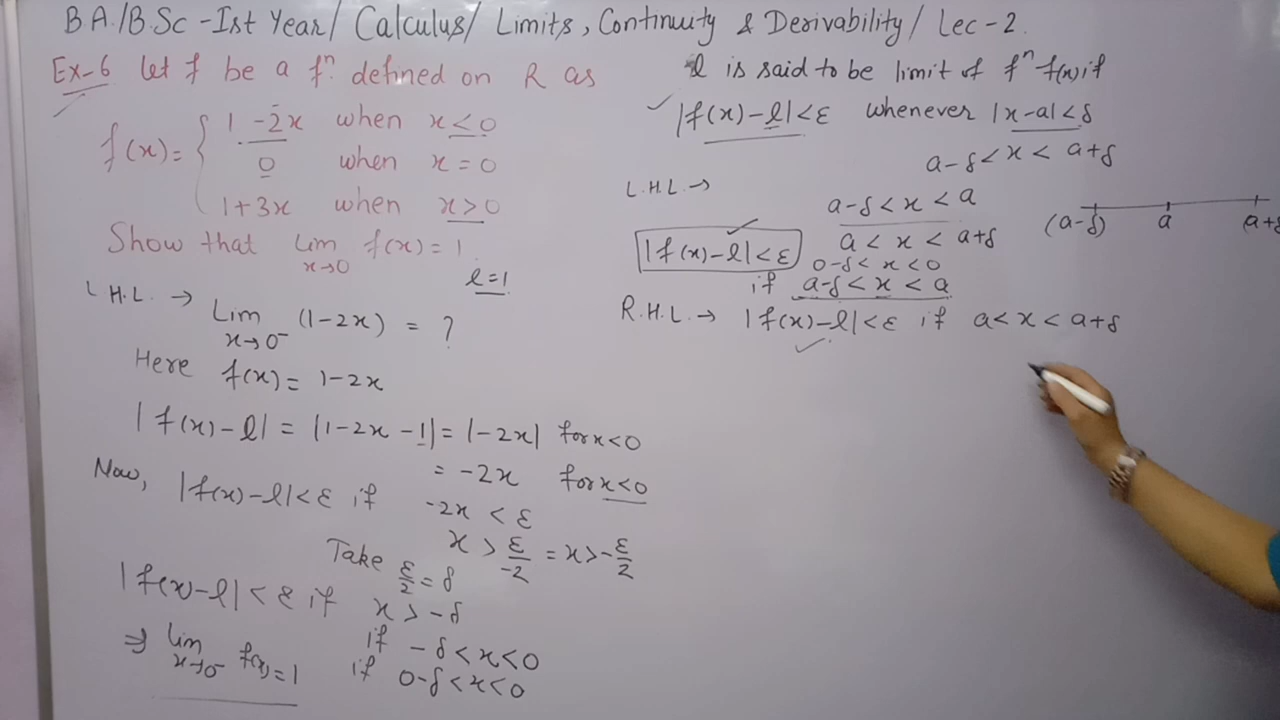 B.A./B.Sc - Ist Year/ Calculus/ Limits, Continuity & Derivability / Lec-2.
Ex-6 let f be a fⁿ. defined on R as
f(x) = { 1 - 2x when x < 0
0 when x = 0
1 + 3x when x > 0
Show that Lim x→0 f(x) = 1
l = 1
L.H.L. → Lim x→0⁻ (1-2x) = ?
Here f(x) = 1-2x
|f(x) - l| = |1-2x-1| = |-2x| for x<0
= -2x for x<0
Now, |f(x) - l| < ε if -2x < ε
x > ε/-2 = x > -ε/2
Take ε/2 = δ
|f(x)-l| < ε if x > -δ
if -δ < x < 0
⇒ lim x→0⁻ f(x) = 1 if 0-δ < x < 0
l is said to be limit of fⁿ f(x) if
|f(x) - l| < ε whenever |x-a| < δ
a-δ < x < a+δ
L.H.L. →
a-δ < x < a
(a-δ) a a+δ
|f(x) - l| < ε a < x < a+δ
0-δ < x < 0
if a-δ < x < a
R.H.L. → |f(x) - l| < ε if a < x < a+δ